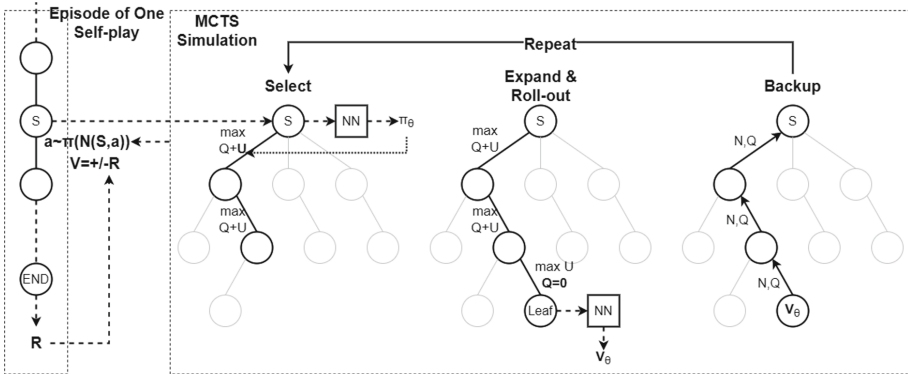 Episode of One
Self-play
MCTS
Simulation
Repeat
Select
Expand &
Roll-out
Backup
S
a~π(N(S,a))
V=+/-R
END
R
S
NN
πθ
max
Q+U
max
Q+U
S
max
Q+U
max
Q+U
max U
Q=0
Leaf
NN
Vθ
S
N,Q
N,Q
N,Q
Vθ